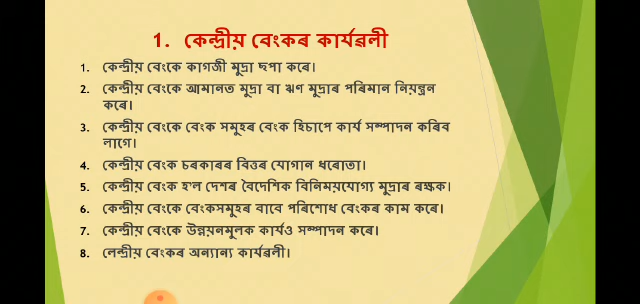 1. কেন্দ্ৰীয় বেংকৰ কাৰ্যৱলী
1. কেন্দ্ৰীয় বেংকে কাগজী মুদ্ৰা ছপা কৰে।
2. কেন্দ্ৰীয় বেংকে আমানত মুদ্ৰা বা ঋণ মুদ্ৰাৰ পৰিমান নিয়ন্ত্ৰন
কৰে।
3. কেন্দ্ৰীয় বেংকে বেংক সমুহৰ বেংক হিচাপে কাৰ্য সম্পাদন কৰিব
লাগে।
4. কেন্দ্ৰীয় বেংক চৰকাৰৰ বিত্তৰ যোগান ধৰোতা।
5. কেন্দ্ৰীয় বেংক হ'ল দেশৰ বৈদেশিক বিনিময়যোগ্য মুদ্ৰাৰ ৰক্ষক।
6. কেন্দ্ৰীয় বেংকে বেংকসমুহৰ বাবে পৰিশোধ বেংকৰ কাম কৰে।
7. কেন্দ্ৰীয় বেংকে উন্নয়নমুলক কাৰ্যও সম্পাদন কৰে।
8. লেন্দ্ৰীয় বেংকৰ অন্যান্য কাৰ্যৱলী।